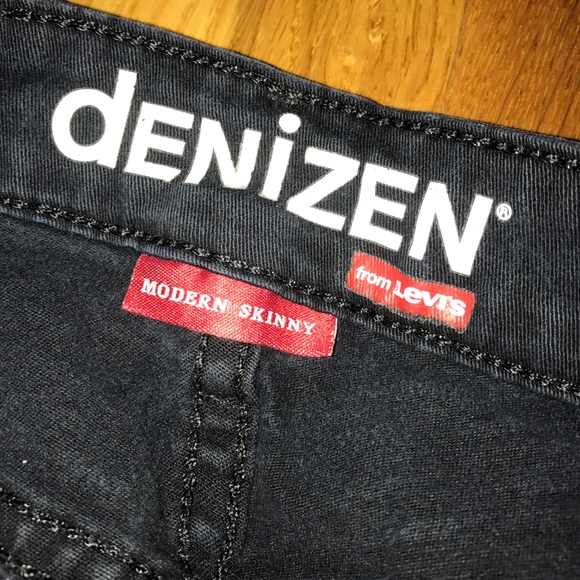 dENiZEN®
from Levi's
MODERN SKINNY